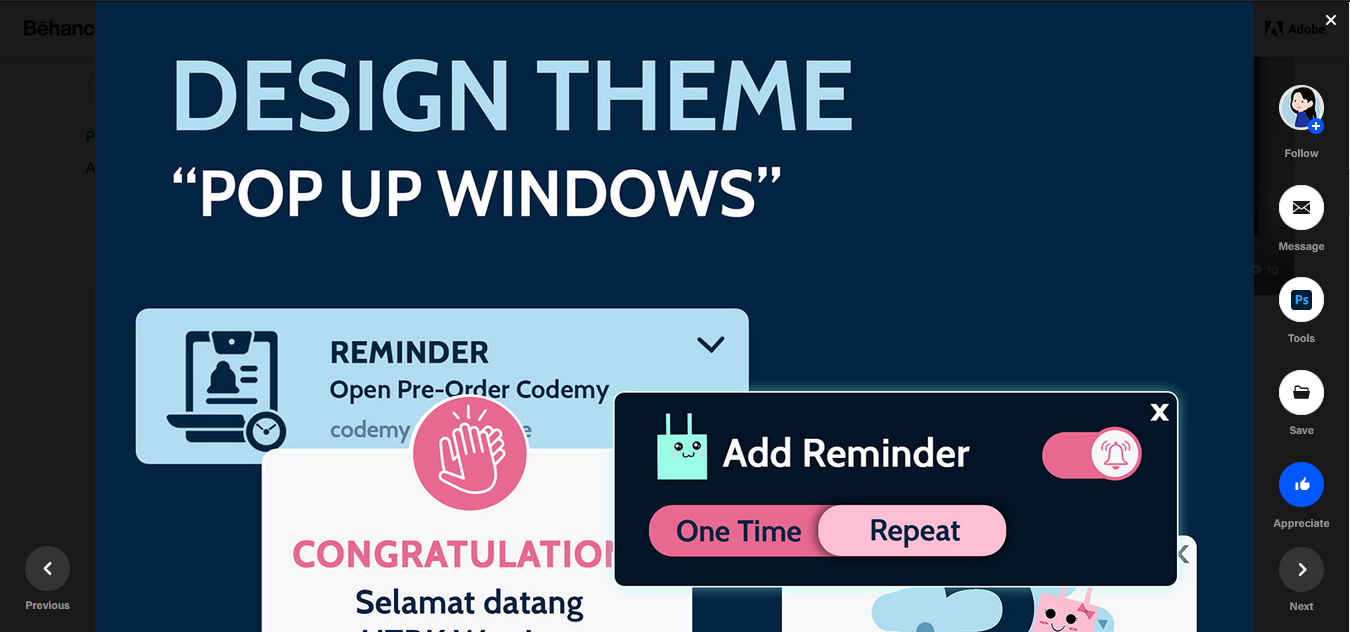 Bēhanc
Adobe
DESIGN THEME
“POP UP WINDOWS”
Follow
Message
10
Ps
Tools
REMINDER
Open Pre-Order Codemy
codemy
Save
X
Add Reminder
One Time
Repeat
CONGRATULATION
Selamat datang
Appreciate
Previous
Next